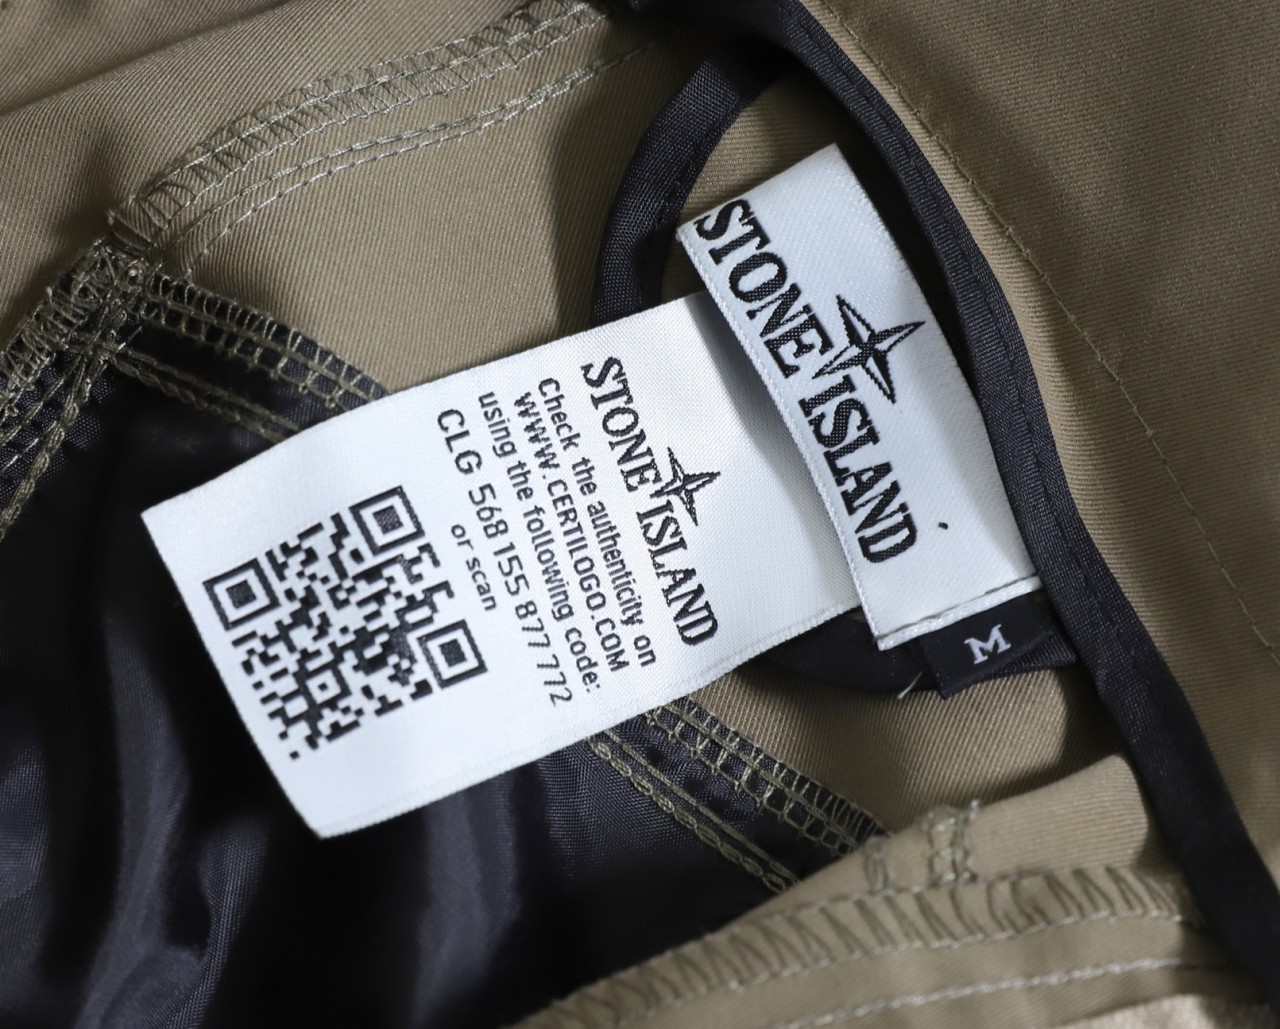 STONE ISLAND
M
STONE ISLAND
Check the authenticity on
WWW.CERTILOGO.COM
using the following code:
CLG 568 155 877 772
or scan